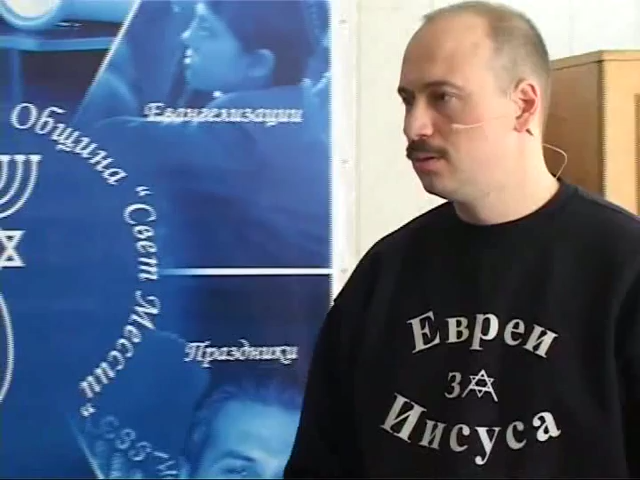 Община "Свет Мессии"
Евангелизации
Праздники
Евреи
за
Иисуса